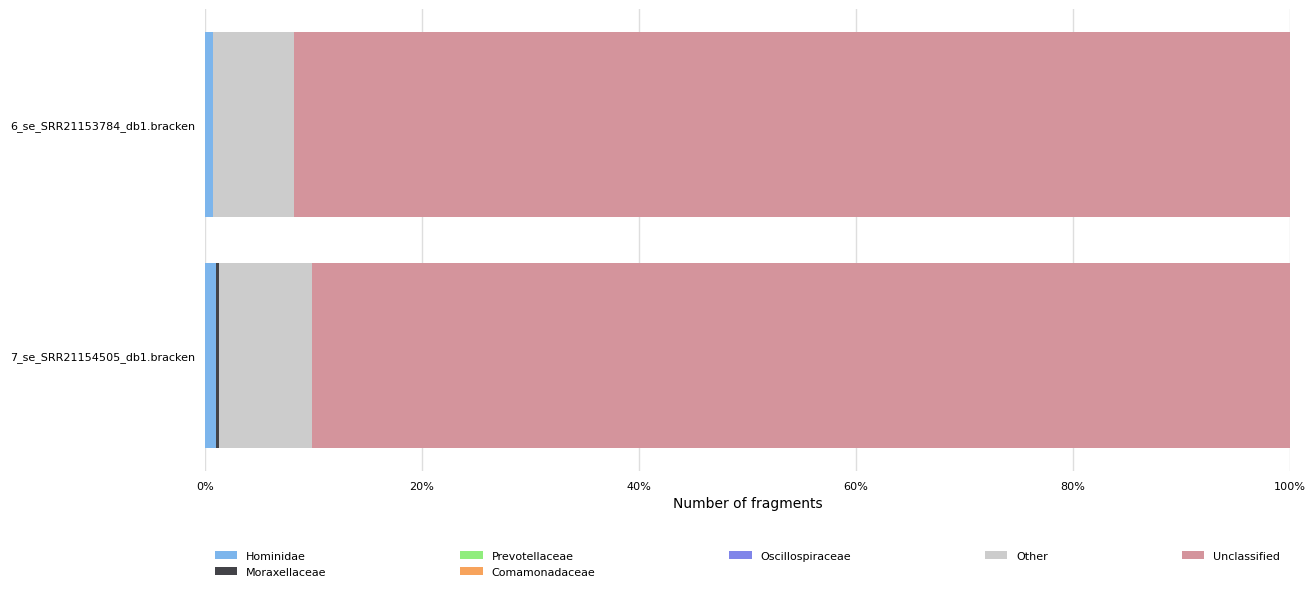 6_se_SRR21153784_db1.bracken
7_se_SRR21154505_db1.bracken
0% 20% 40% 60% 80% 100%
Number of fragments
Hominidae Prevotellaceae Oscillospiraceae Other Unclassified
Moraxellaceae Comamonadaceae